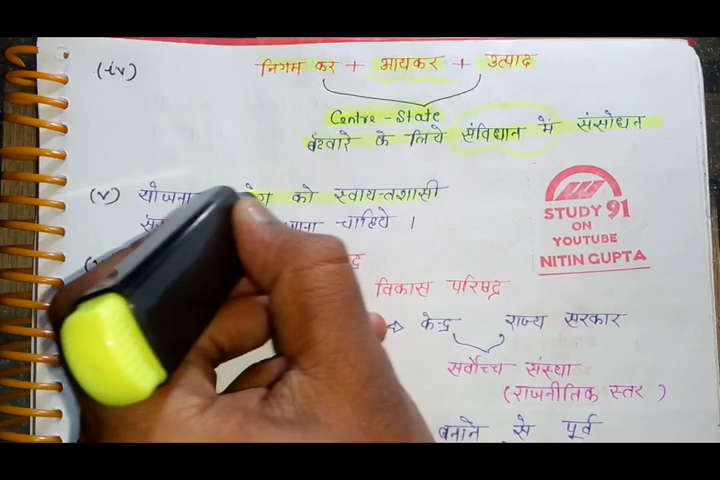 (iv) निगम कर + आयकर + उत्पाद
Centre-State
बंटवारे के लिये संविधान में संसोधन
(v) योजना को स्वायत्तशासी
चाहिये ।
विकास परिषद्
⇒ केन्द्र राज्य सरकार
सर्वोच्च संस्था
(राजनीतिक स्तर )
बनाने से पूर्व
STUDY 91
ON
YOUTUBE
NITIN GUPTA